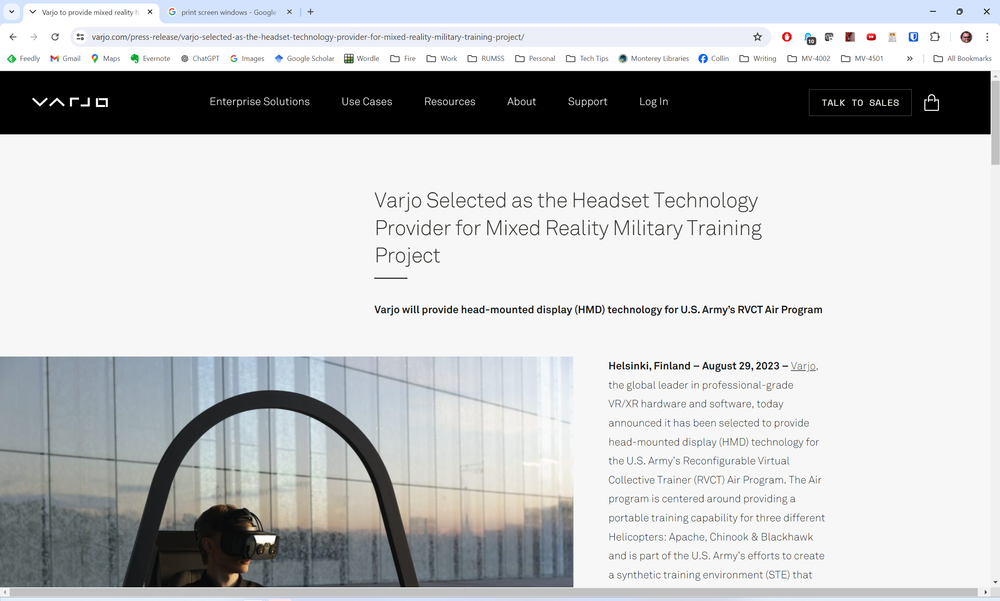 Varjo to provide mixed reality h
print screen windows - Google
varjo.com/press-release/varjo-selected-as-the-headset-technology-provider-for-mixed-reality-military-training-project/
10
Feedly Gmail Maps Evernote ChatGPT Images Google Scholar Wordle Fire Work RUMSS Personal Tech Tips Monterey Libraries Collin Writing MV-4002 MV-4501 » All Bookmarks
VARJO Enterprise Solutions Use Cases Resources About Support Log In TALK TO SALES
Varjo Selected as the Headset Technology
Provider for Mixed Reality Military Training
Project
Varjo will provide head-mounted display (HMD) technology for U.S. Army’s RVCT Air Program
Helsinki, Finland – August 29, 2023 – Varjo,
the global leader in professional-grade
VR/XR hardware and software, today
announced it has been selected to provide
head-mounted display (HMD) technology for
the U.S. Army’s Reconfigurable Virtual
Collective Trainer (RVCT) Air Program. The Air
program is centered around providing a
portable training capability for three different
Helicopters: Apache, Chinook & Blackhawk
and is part of the U.S. Army’s efforts to create
a synthetic training environment (STE) that